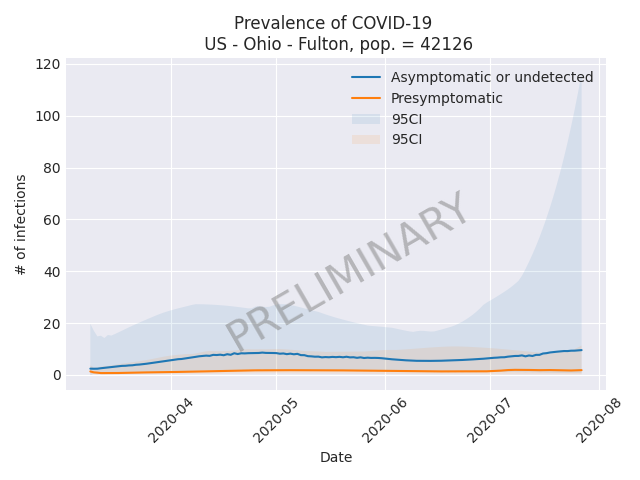 Prevalence of COVID-19
US - Ohio - Fulton, pop. = 42126
120
100
80
60
40
20
0
# of infections
Asymptomatic or undetected
Presymptomatic
95CI
95CI
PRELIMINARY
2020-04
2020-05
2020-06
2020-07
2020-08
Date